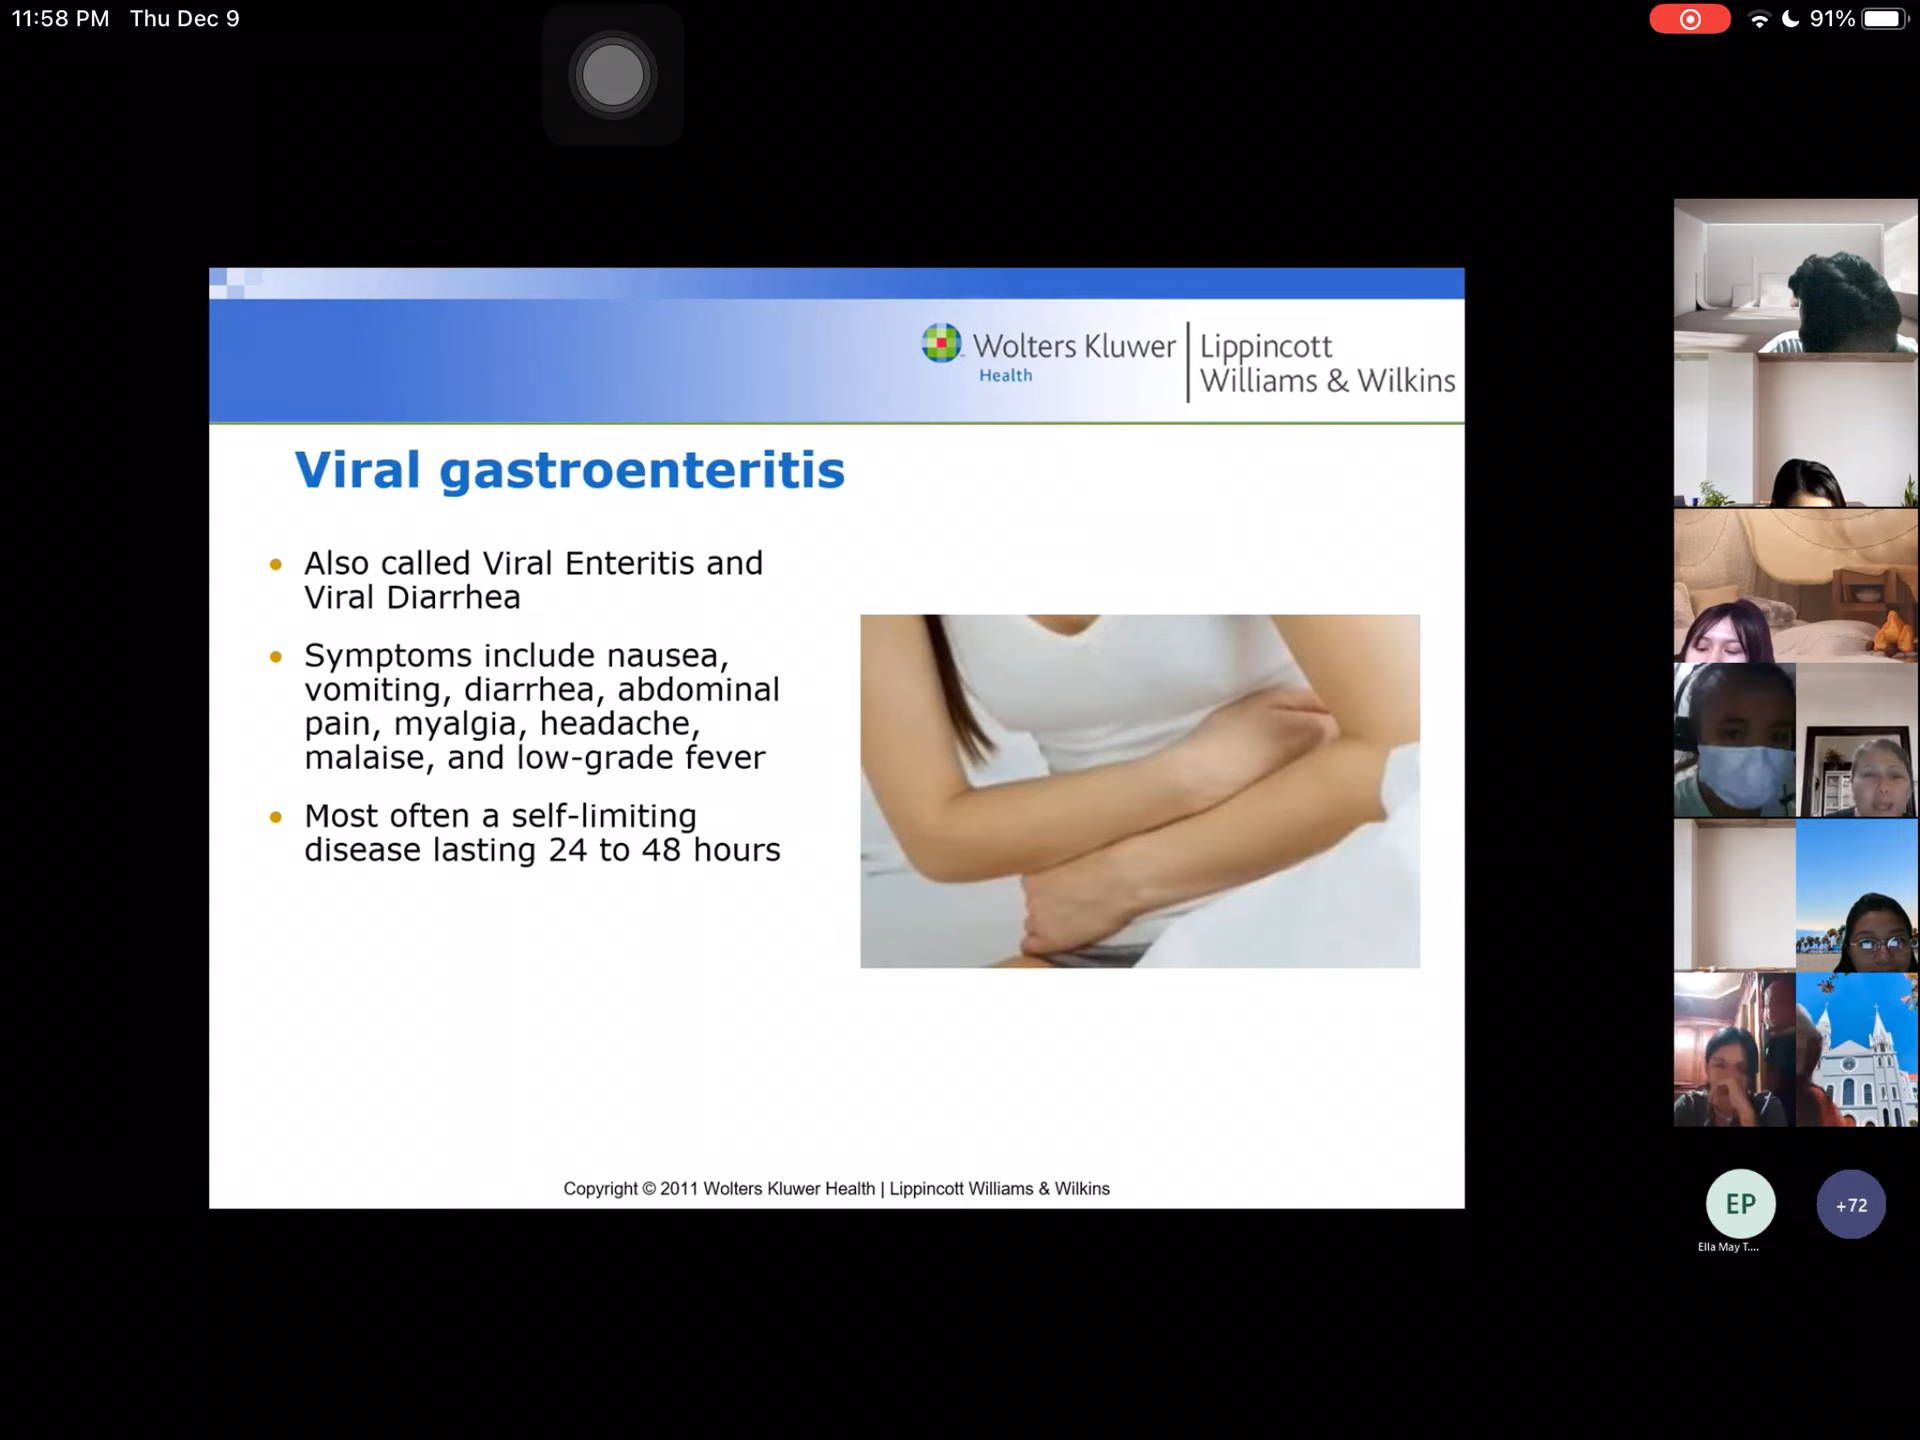 11:58 PM Thu Dec 9
91%
Wolters Kluwer
Health
Lippincott
Williams & Wilkins
Viral gastroenteritis
• Also called Viral Enteritis and
Viral Diarrhea
• Symptoms include nausea,
vomiting, diarrhea, abdominal
pain, myalgia, headache,
malaise, and low-grade fever
• Most often a self-limiting
disease lasting 24 to 48 hours
Copyright © 2011 Wolters Kluwer Health | Lippincott Williams & Wilkins
EP
Ella May T....
+72